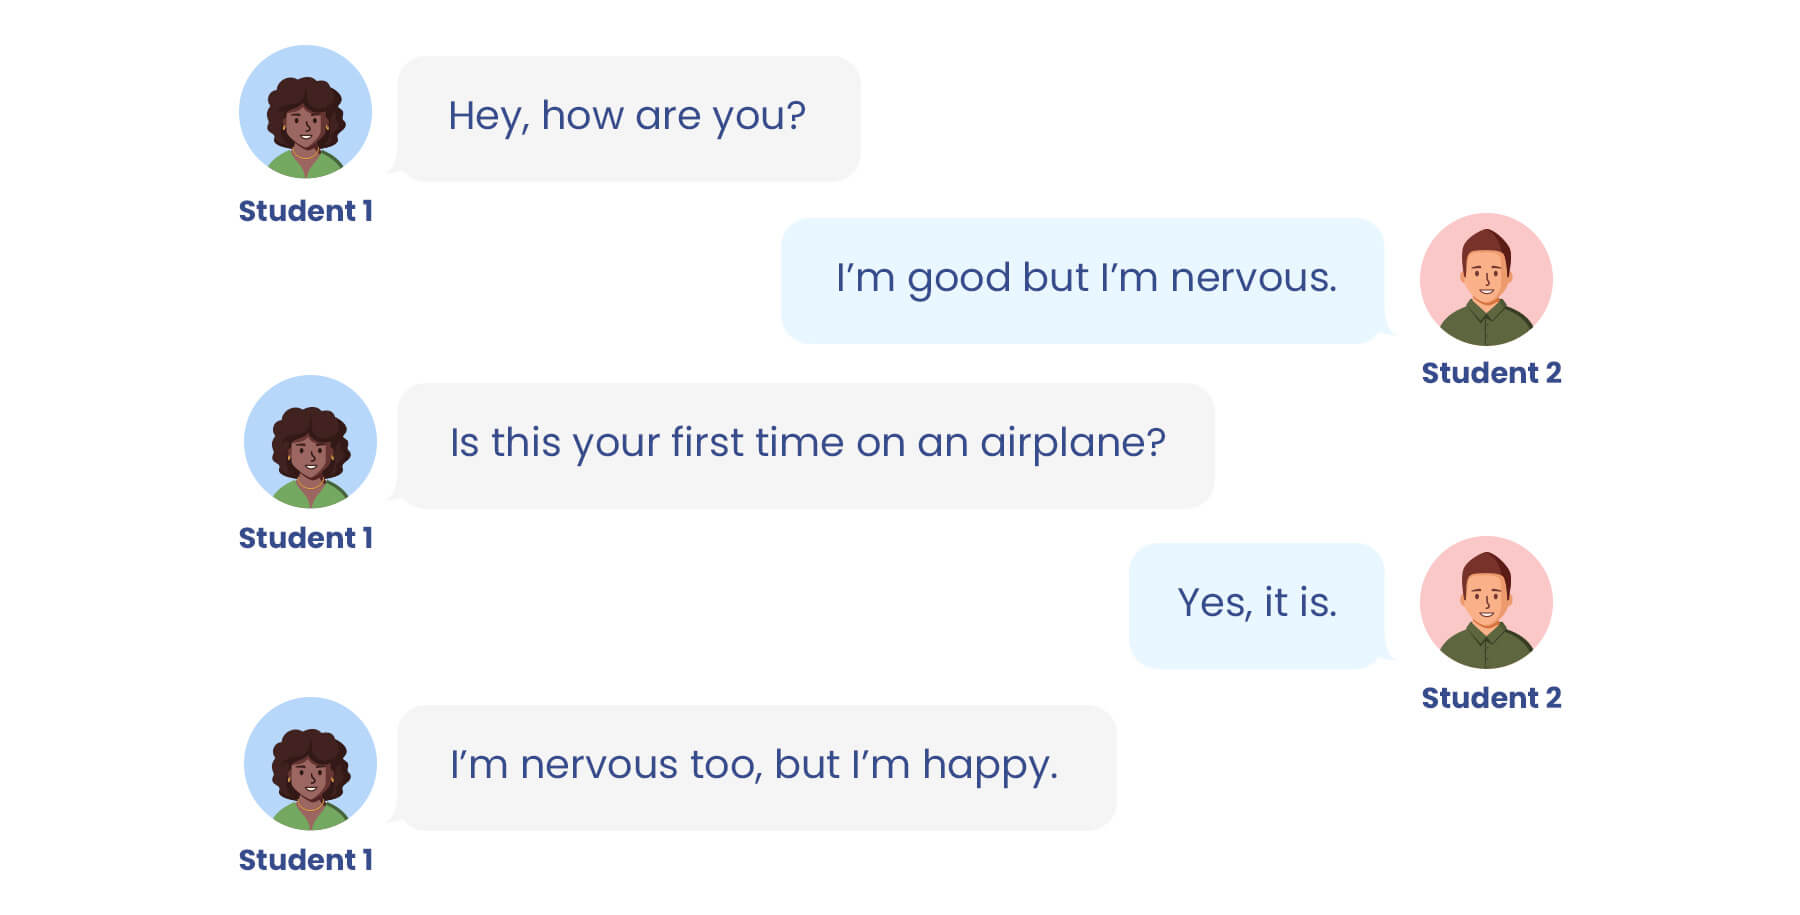 Hey, how are you?
Student 1
I’m good but I’m nervous.
Student 2
Is this your first time on an airplane?
Student 1
Yes, it is.
Student 2
I’m nervous too, but I’m happy.
Student 1